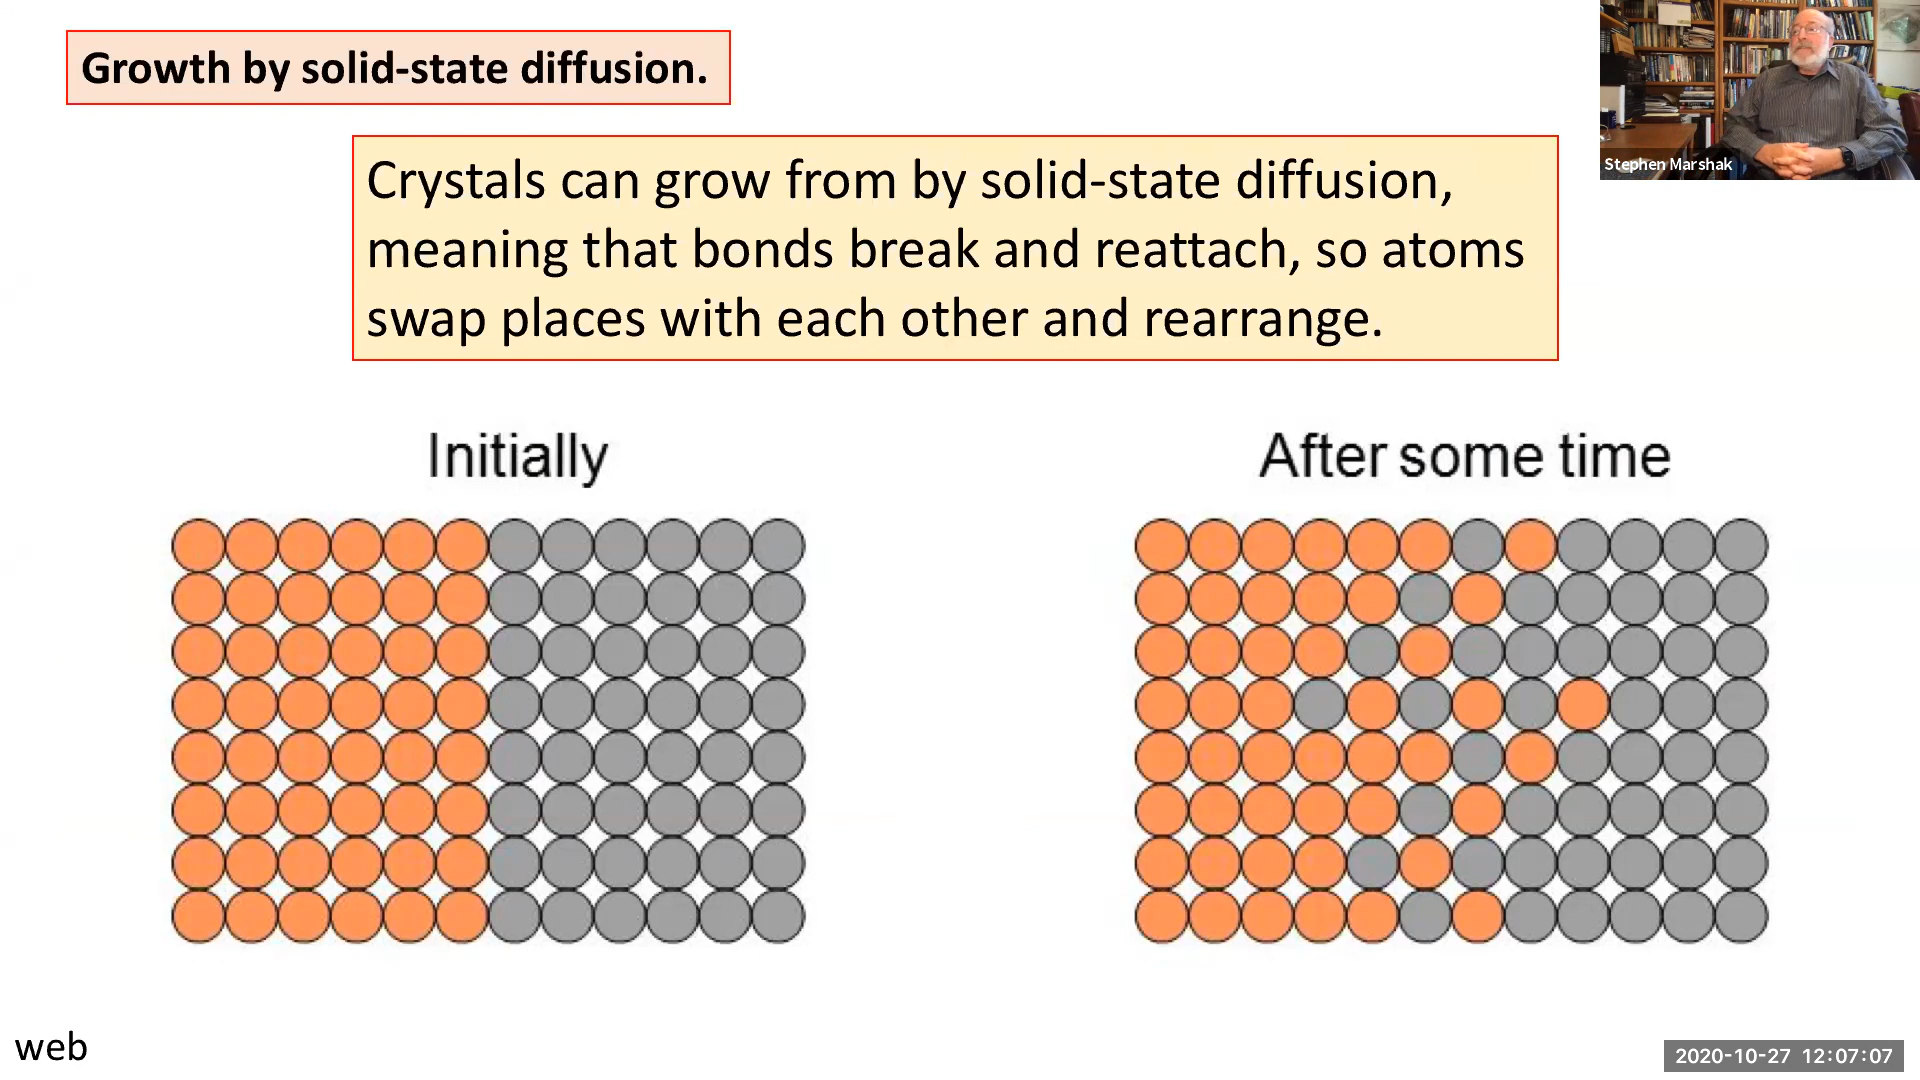 Growth by solid-state diffusion.
Stephen Marshak
Crystals can grow from by solid-state diffusion,
meaning that bonds break and reattach, so atoms
swap places with each other and rearrange.
Initially
After some time
web
2020-10-27 12:07:07